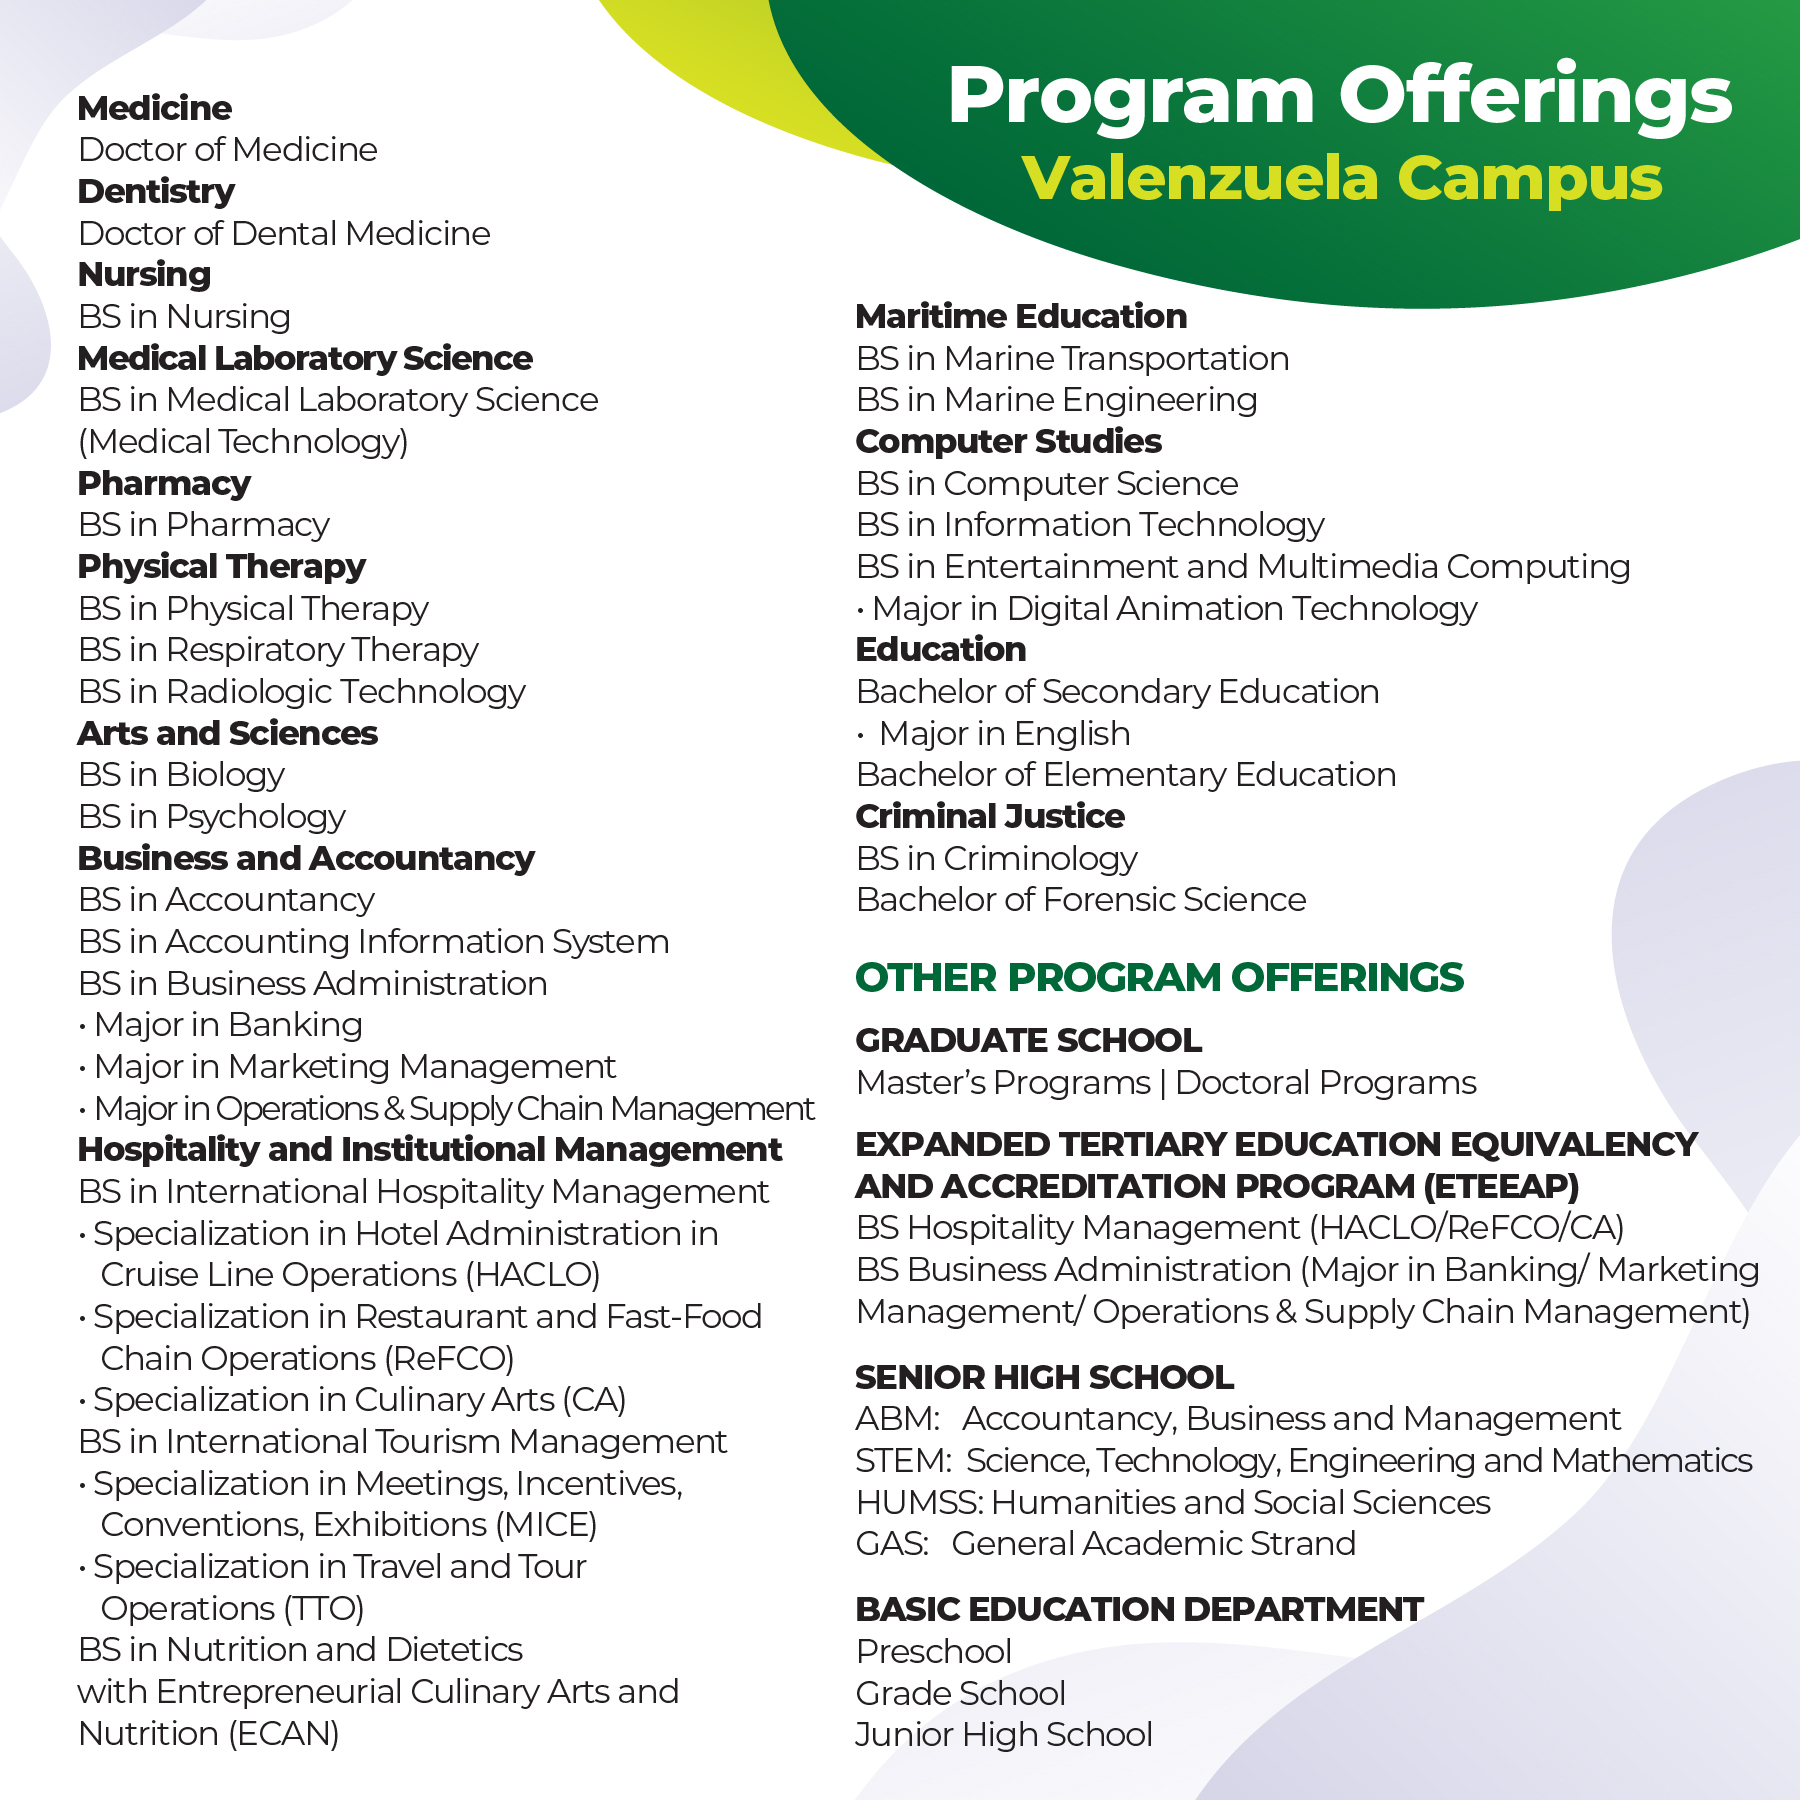 Program Offerings
Valenzuela Campus
Medicine
Doctor of Medicine
Dentistry
Doctor of Dental Medicine
Nursing
BS in Nursing
Medical Laboratory Science
BS in Medical Laboratory Science
(Medical Technology)
Pharmacy
BS in Pharmacy
Physical Therapy
BS in Physical Therapy
BS in Respiratory Therapy
BS in Radiologic Technology
Arts and Sciences
BS in Biology
BS in Psychology
Business and Accountancy
BS in Accountancy
BS in Accounting Information System
BS in Business Administration
• Major in Banking
• Major in Marketing Management
• Major in Operations & Supply Chain Management
Hospitality and Institutional Management
BS in International Hospitality Management
• Specialization in Hotel Administration in
Cruise Line Operations (HACLO)
• Specialization in Restaurant and Fast-Food
Chain Operations (ReFCO)
• Specialization in Culinary Arts (CA)
BS in International Tourism Management
• Specialization in Meetings, Incentives,
Conventions, Exhibitions (MICE)
• Specialization in Travel and Tour
Operations (TTO)
BS in Nutrition and Dietetics
with Entrepreneurial Culinary Arts and
Nutrition (ECAN)
Maritime Education
BS in Marine Transportation
BS in Marine Engineering
Computer Studies
BS in Computer Science
BS in Information Technology
BS in Entertainment and Multimedia Computing
• Major in Digital Animation Technology
Education
Bachelor of Secondary Education
• Major in English
Bachelor of Elementary Education
Criminal Justice
BS in Criminology
Bachelor of Forensic Science
OTHER PROGRAM OFFERINGS
GRADUATE SCHOOL
Master’s Programs | Doctoral Programs
EXPANDED TERTIARY EDUCATION EQUIVALENCY
AND ACCREDITATION PROGRAM (ETEEAP)
BS Hospitality Management (HACLO/ReFCO/CA)
BS Business Administration (Major in Banking/ Marketing
Management/ Operations & Supply Chain Management)
SENIOR HIGH SCHOOL
ABM: Accountancy, Business and Management
STEM: Science, Technology, Engineering and Mathematics
HUMSS: Humanities and Social Sciences
GAS: General Academic Strand
BASIC EDUCATION DEPARTMENT
Preschool
Grade School
Junior High School